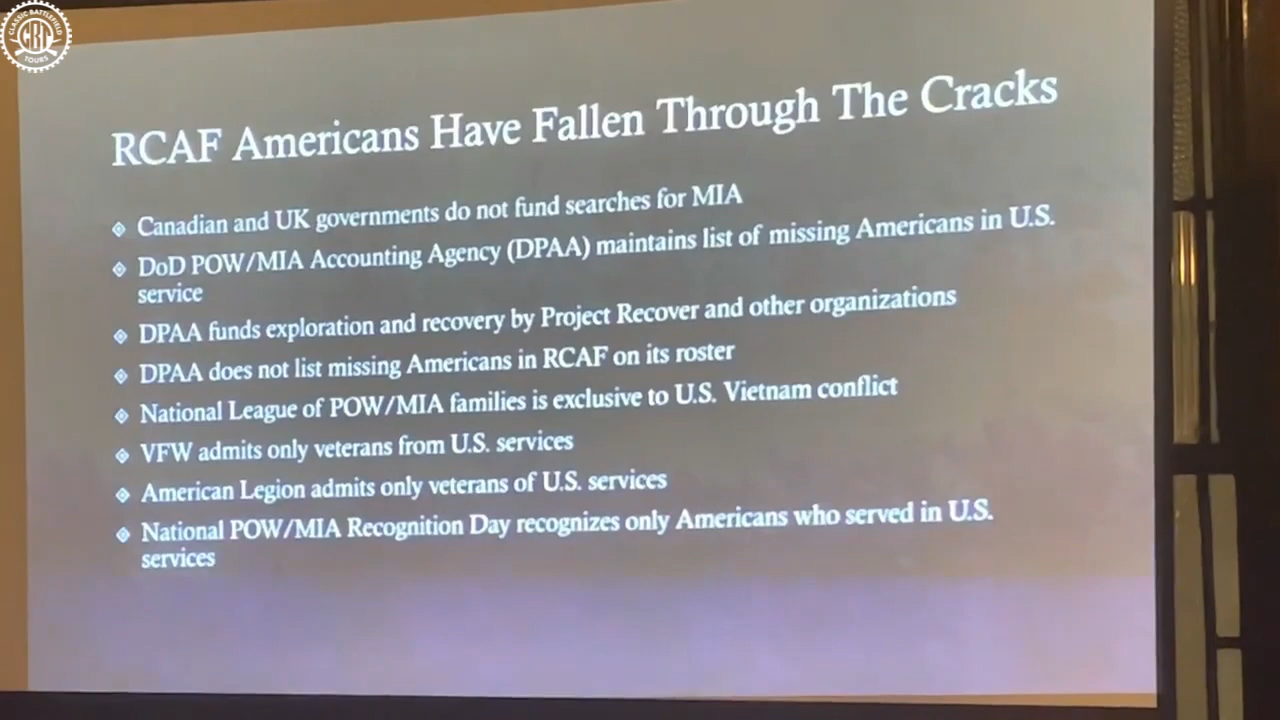 CLASSIC BATTLEFIELD
CBT
TOURS
RCAF Americans Have Fallen Through The Cracks
Canadian and UK governments do not fund searches for MIA
DoD POW/MIA Accounting Agency (DPAA) maintains list of missing Americans in U.S.
service
DPAA funds exploration and recovery by Project Recover and other organizations
DPAA does not list missing Americans in RCAF on its roster
National League of POW/MIA families is exclusive to U.S. Vietnam conflict
VFW admits only veterans from U.S. services
American Legion admits only veterans of U.S. services
National POW/MIA Recognition Day recognizes only Americans who served in U.S.
services